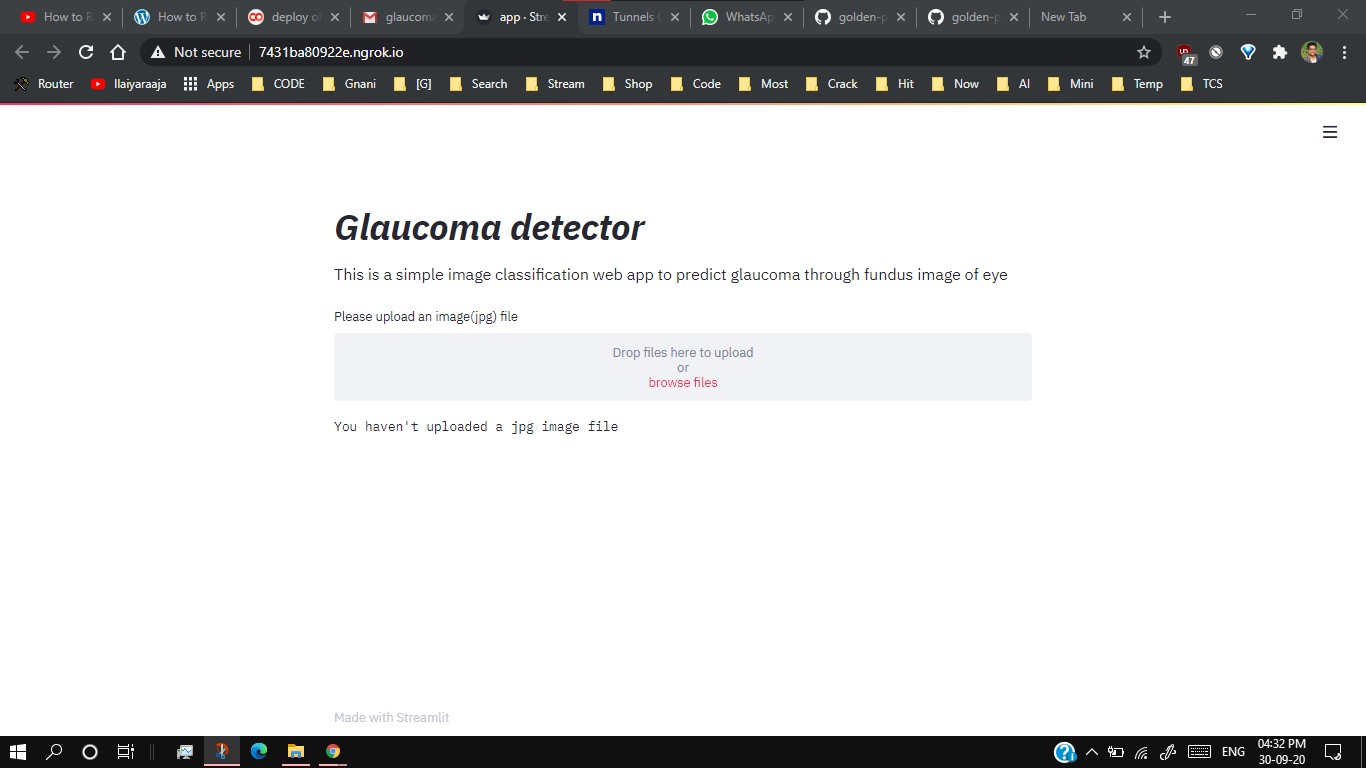 How to R
How to R
deploy o
glaucoma
app · Stre
Tunnels
WhatsAp
golden-p
golden-p
New Tab
Not secure
7431ba80922e.ngrok.io
47
Router
Ilaiyaraaja
Apps
CODE
Gnani
[G]
Search
Stream
Shop
Code
Most
Crack
Hit
Now
AI
Mini
Temp
TCS
Glaucoma detector
This is a simple image classification web app to predict glaucoma through fundus image of eye
Please upload an image(jpg) file
Drop files here to upload
or
browse files
You haven't uploaded a jpg image file
Made with Streamlit
ENG
04:32 PM
30-09-20